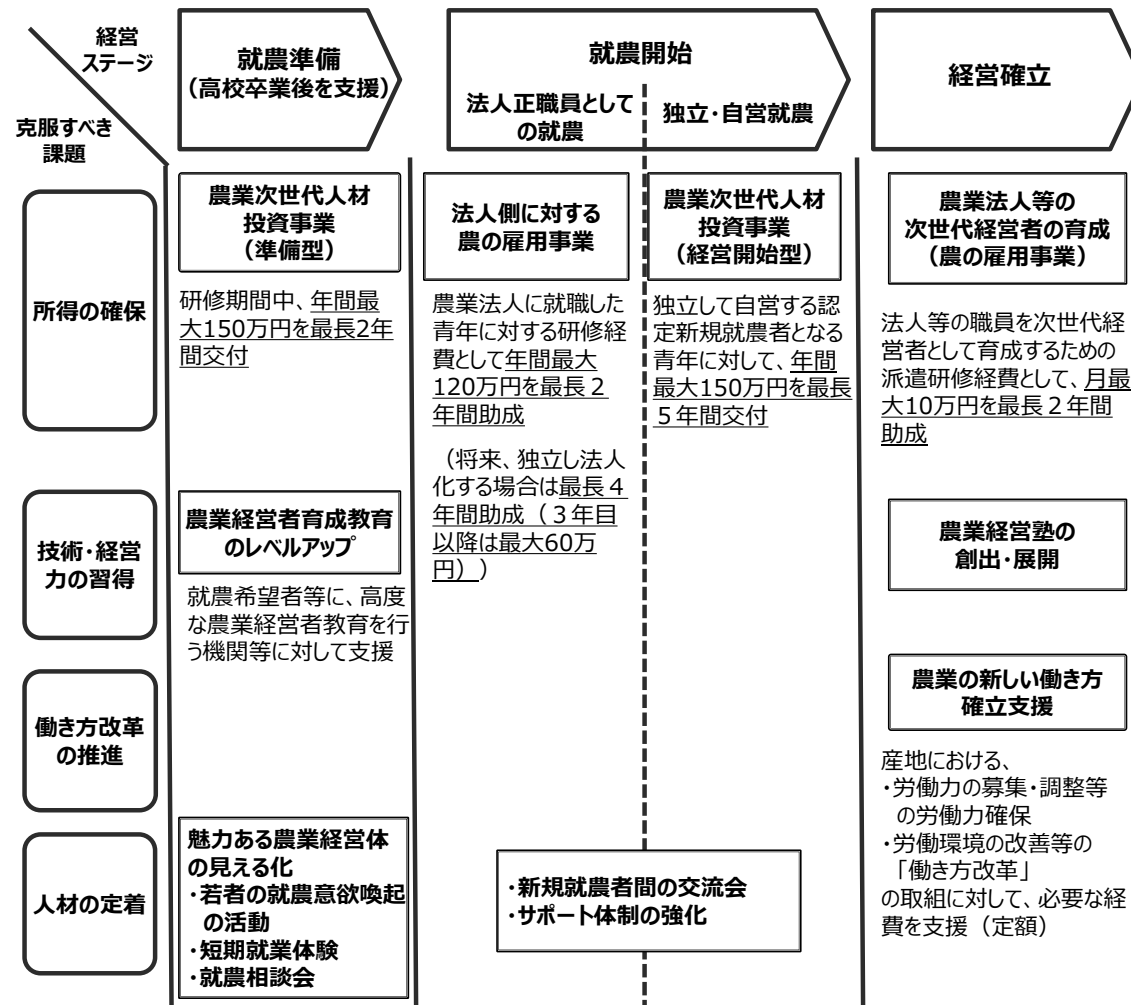 経営
ステージ
克服すべき
課題
就農準備
(高校卒業後を支援)
就農開始
法人正職員として
の就農
独立・自営就農
経営確立
所得の確保
農業次世代人材
投資事業
（準備型）
研修期間中、年間最
大150万円を最長2年
間交付
法人側に対する
農の雇用事業
農業法人に就職した
青年に対する研修経
費として年間最大
120万円を最長２
年間助成
（将来、独立し法人
化する場合は最長４
年間助成（３年目
以降は最大60万
円））
農業次世代人材
投資事業
（経営開始型）
独立して自営する認
定新規就農者となる
青年に対して、年間
最大150万円を最長
５年間交付
農業法人等の
次世代経営者の育成
（農の雇用事業）
法人等の職員を次世代経
営者として育成するための
派遣研修経費として、月最
大10万円を最長２年間
助成
技術・経営
力の習得
農業経営者育成教育
のレベルアップ
就農希望者等に、高度
な農業経営者教育を行
う機関等に対して支援
農業経営塾の
創出・展開
働き方改革
の推進
農業の新しい働き方
確立支援
産地における、
・労働力の募集・調整等
の労働力確保
・労働環境の改善等の
「働き方改革」
の取組に対して、必要な経
費を支援（定額）
人材の定着
魅力ある農業経営体
の見える化
・若者の就農意欲喚起
の活動
・短期就業体験
・就農相談会
・新規就農者間の交流会
・サポート体制の強化